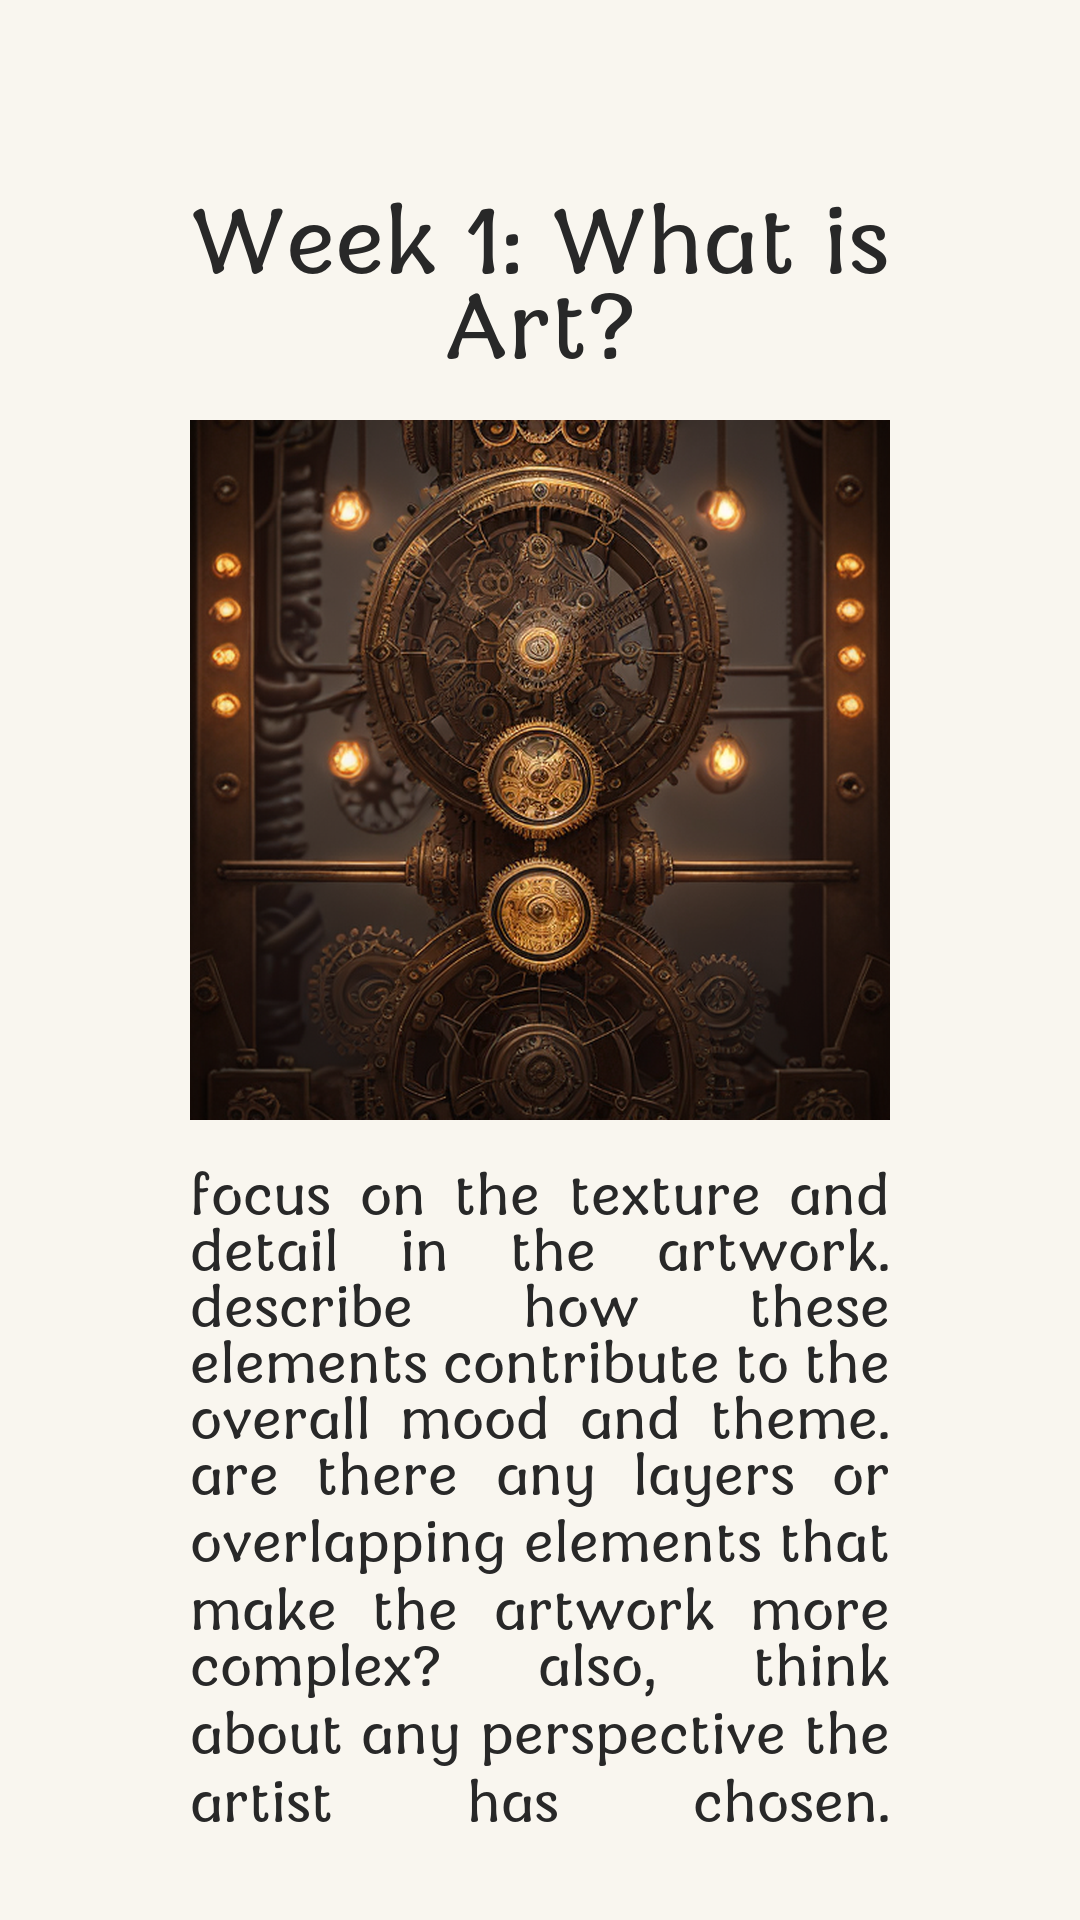 Week 1: What is
Art?
focus on the texture and
detail in the artwork.
describe how these
elements contribute to the
overall mood and theme.
are there any layers or
overlapping elements that
make the artwork more
complex? also, think
about any perspective the
artist has chosen.